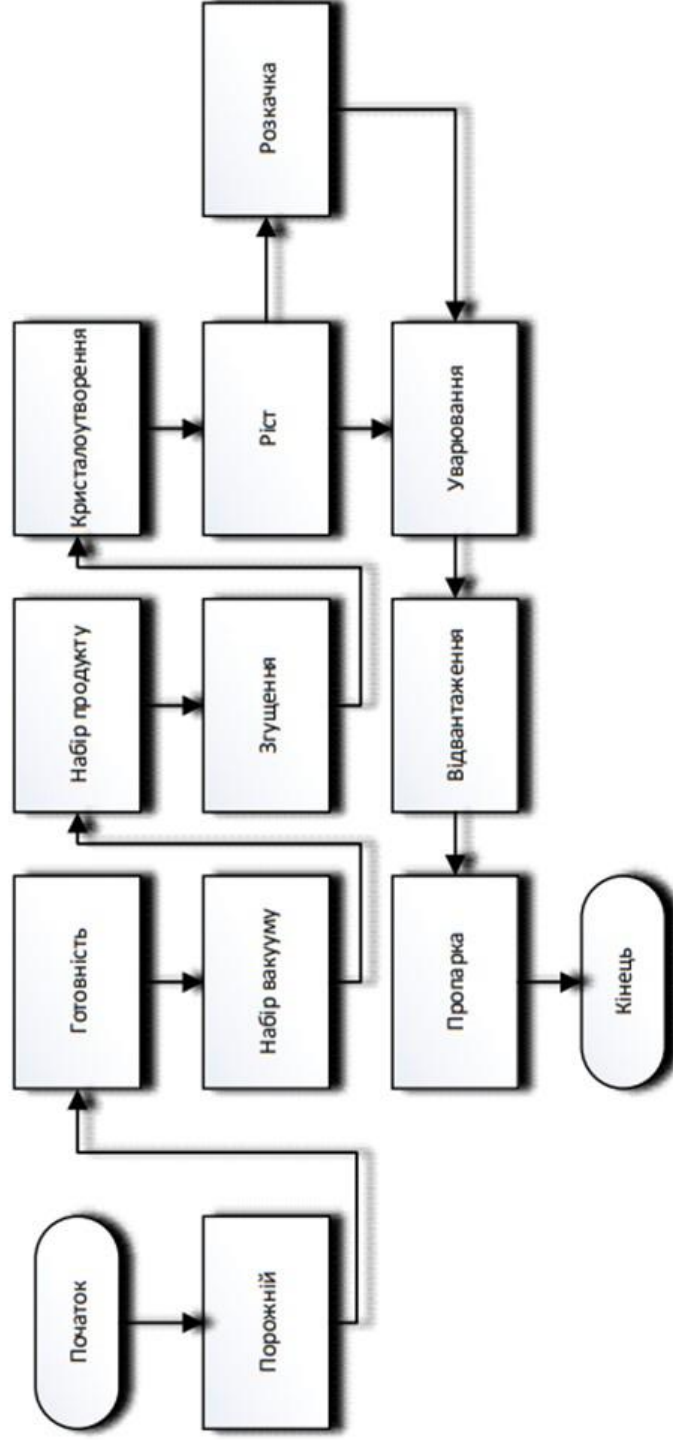 Початок
Порожній
Готовність
Набір вакууму
Набір продукту
Згущення
Кристалоутворення
Ріст
Розкачка
Уварювання
Відвантаження
Пропарка
Кінець